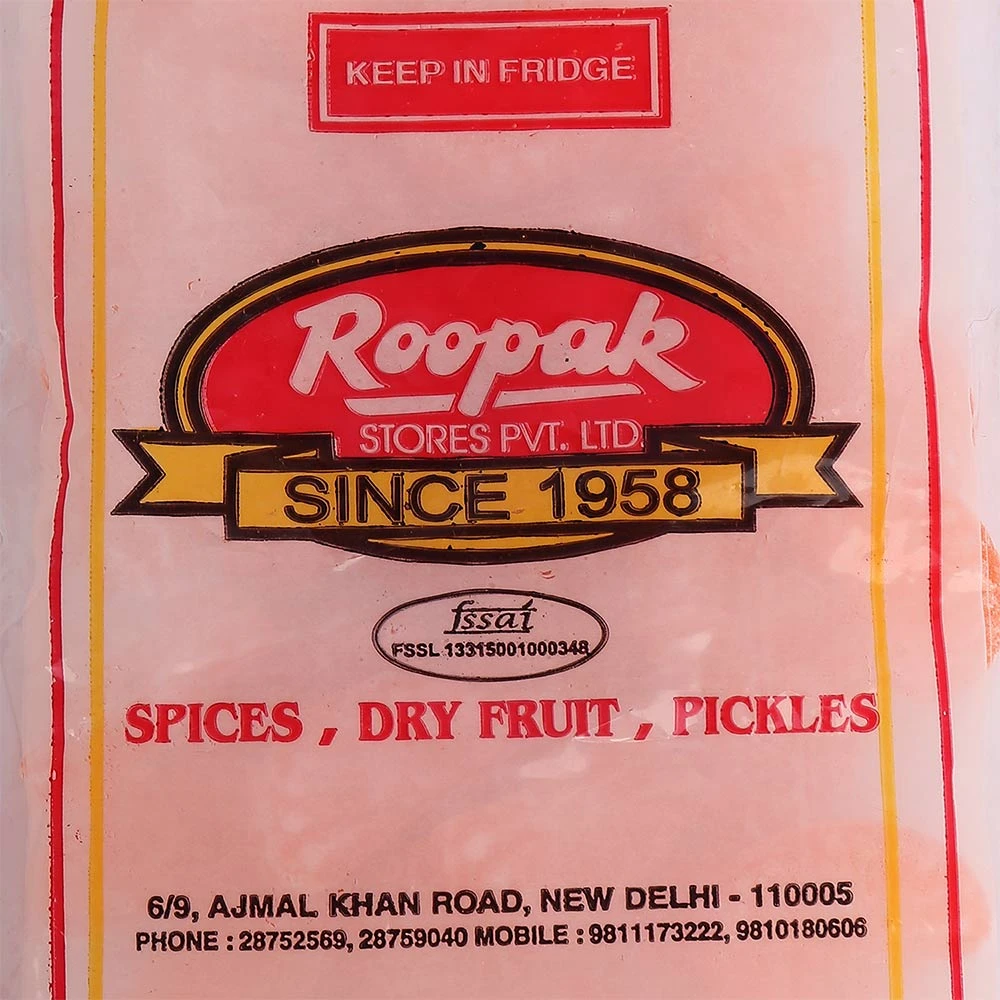 KEEP IN FRIDGE
Roopak
STORES PVT. LTD.
SINCE 1958
fssai
FSSL 13315001000348
SPICES , DRY FRUIT , PICKLES
6/9, AJMAL KHAN ROAD, NEW DELHI - 110005
PHONE : 28752569, 28759040 MOBILE : 9811173222, 9810180606